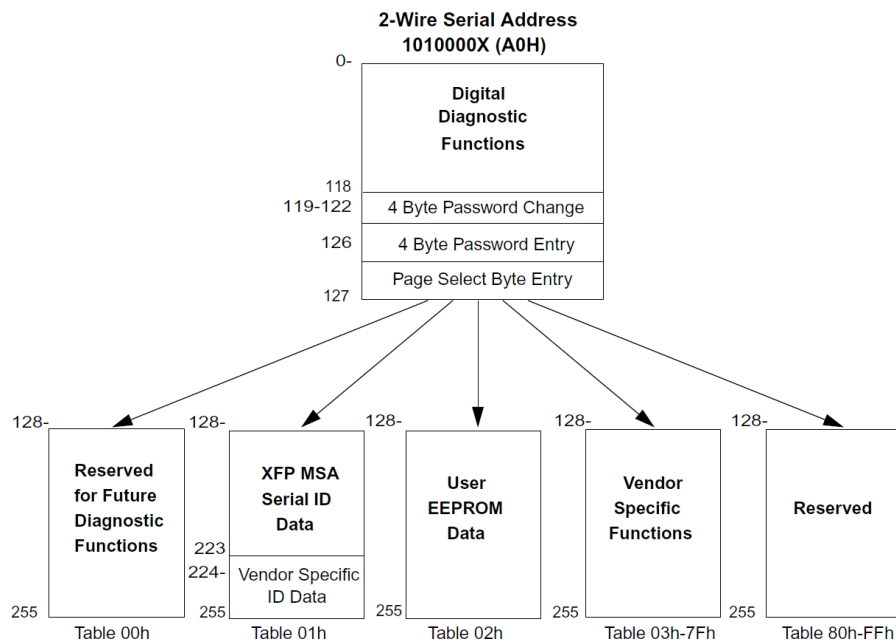 2-Wire Serial Address
1010000X (A0H)
0-
Digital
Diagnostic
Functions
118
119-122
4 Byte Password Change
126
4 Byte Password Entry
Page Select Byte Entry
127
128-
Reserved
for Future
Diagnostic
Functions
255
Table 00h
128-
XFP MSA
Serial ID
Data
223
224-
Vendor Specific
ID Data
255
Table 01h
128-
User
EEPROM
Data
255
Table 02h
128-
Vendor
Specific
Functions
255
Table 03h-7Fh
128-
Reserved
255
Table 80h-FFh